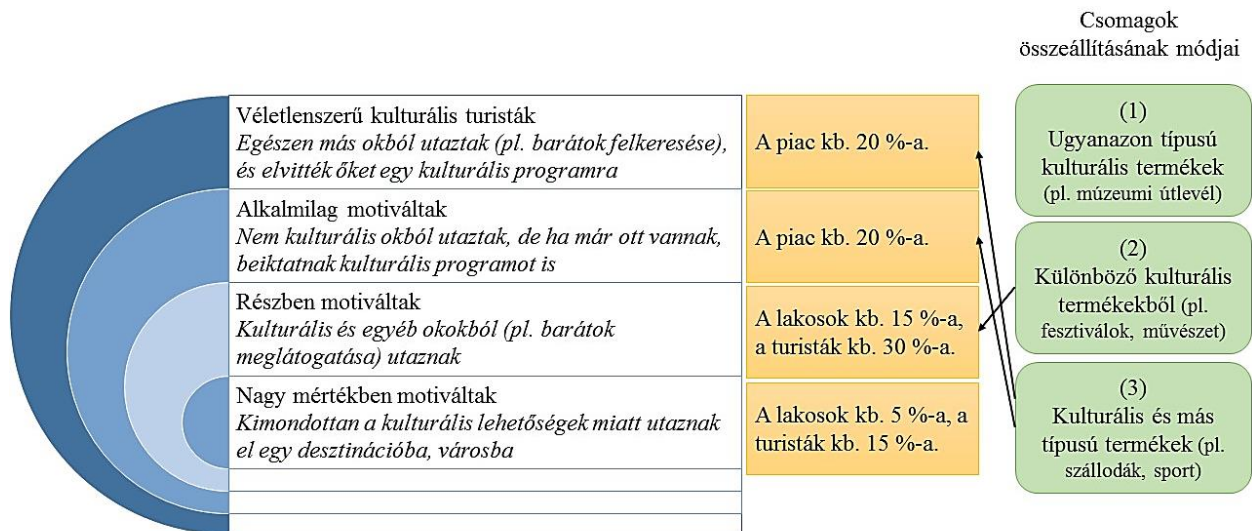 Csomagok
összeállításának módjai
Véletlenszerű kulturális turisták
Egészen más okból utaztak (pl. barátok felkeresése),
és elvitték őket egy kulturális programra
A piac kb. 20 %-a.
Alkalmilag motiváltak
Nem kulturális okból utaztak, de ha már ott vannak,
beiktatnak kulturális programot is
A piac kb. 20 %-a.
Részben motiváltak
Kulturális és egyéb okokból (pl. barátok
meglátogatása) utaznak
A lakosok kb. 15 %-a,
a turisták kb. 30 %-a.
Nagy mértékben motiváltak
Kimondottan a kulturális lehetőségek miatt utaznak
el egy desztinációba, városba
A lakosok kb. 5 %-a, a
turisták kb. 15 %-a.
(1)
Ugyanazon típusú
kulturális termékek
(pl. múzeumi útlevél)
(2)
Különböző kulturális
termékekből (pl.
fesztiválok, művészet)
(3)
Kulturális és más
típusú termékek (pl.
szállodák, sport)